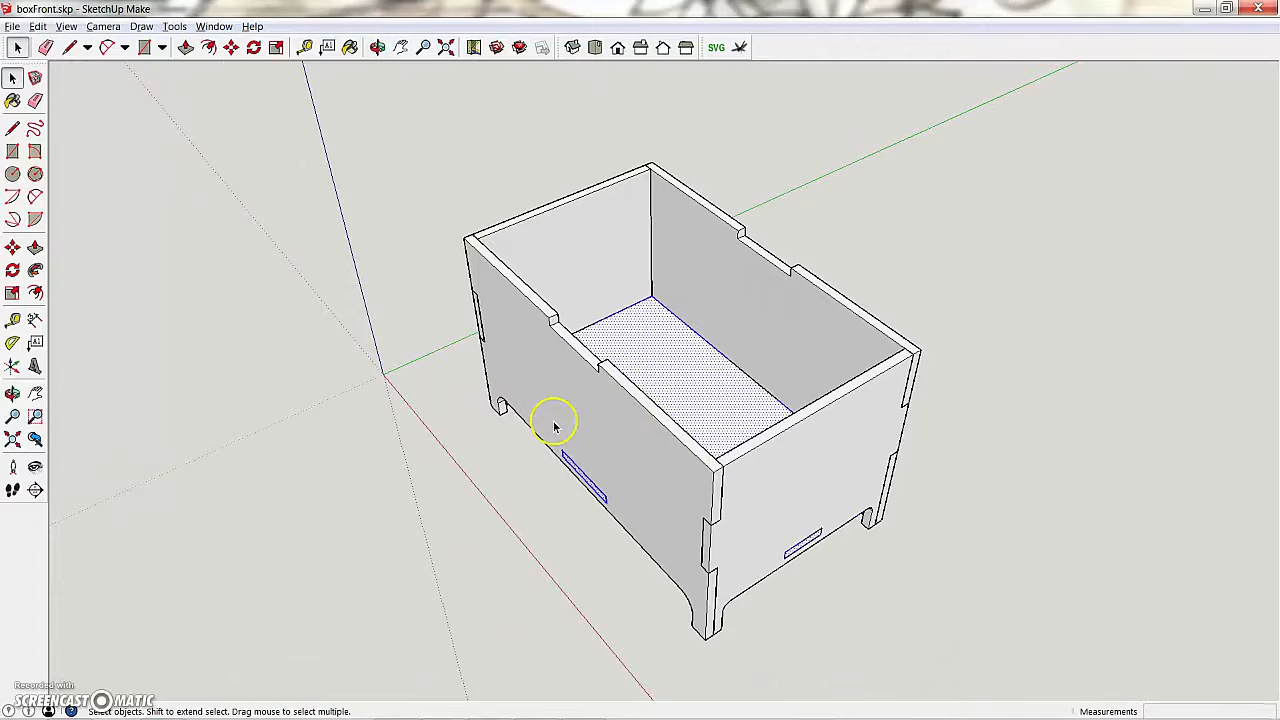 boxFront.skp - SketchUp Make
File Edit View Camera Draw Tools Window Help
SVG
Recorded with
SCREENCAST MATIC
Select objects. Shift to extend select. Drag mouse to select multiple.
Measurements